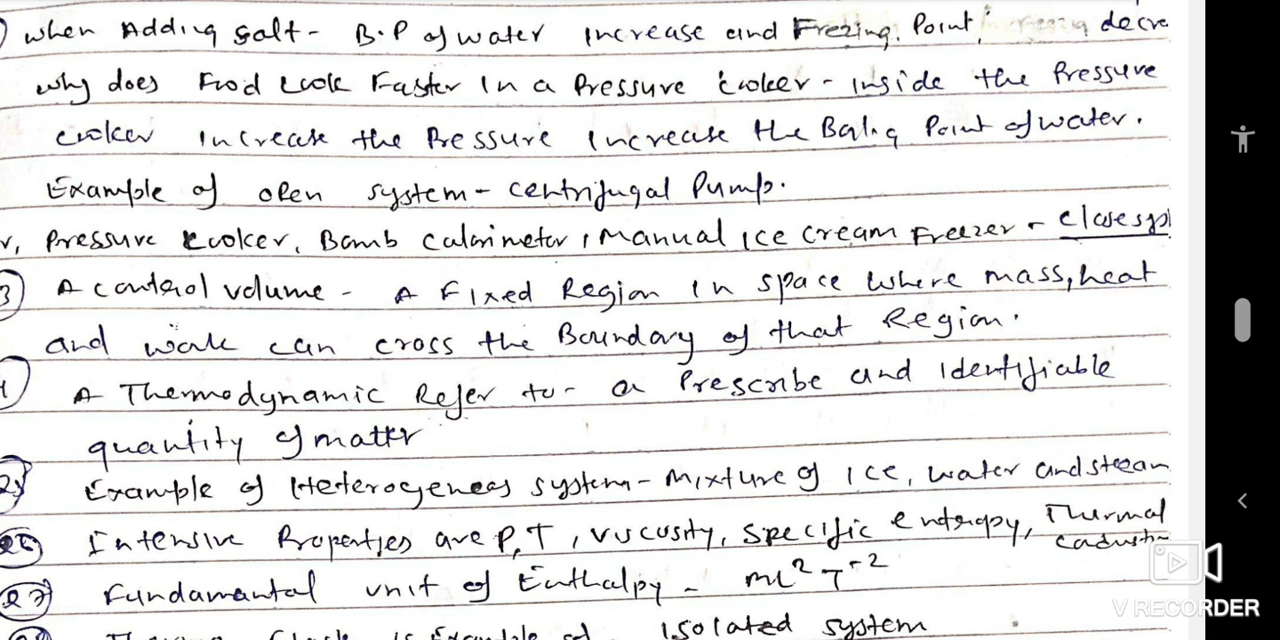 when Adding salt - B.P of water increase and Frezing. Point decre
why does Food cook Faster in a Pressure cooker - inside the Pressure
cooker increase the Pressure increase the Point of water.
Example of open system - centrifugal Pump.
Pressure cooker, Bomb calorimeter, Manual ice cream Freezer -
A control volume - A Fixed Region in space where mass, heat
and work can cross the Boundary of that Region.
A Thermodynamic Refer to - a Prescribe and identifiable
quantity of matter
Example of Heterogeneas system - Mixture of ice, water and steam
Intensive Properties are P, T, Viscosity, specific entropy, Thermal
27 Fundamantal unit of Enthalpy - ML² T⁻²
isolated system
V RECORDER